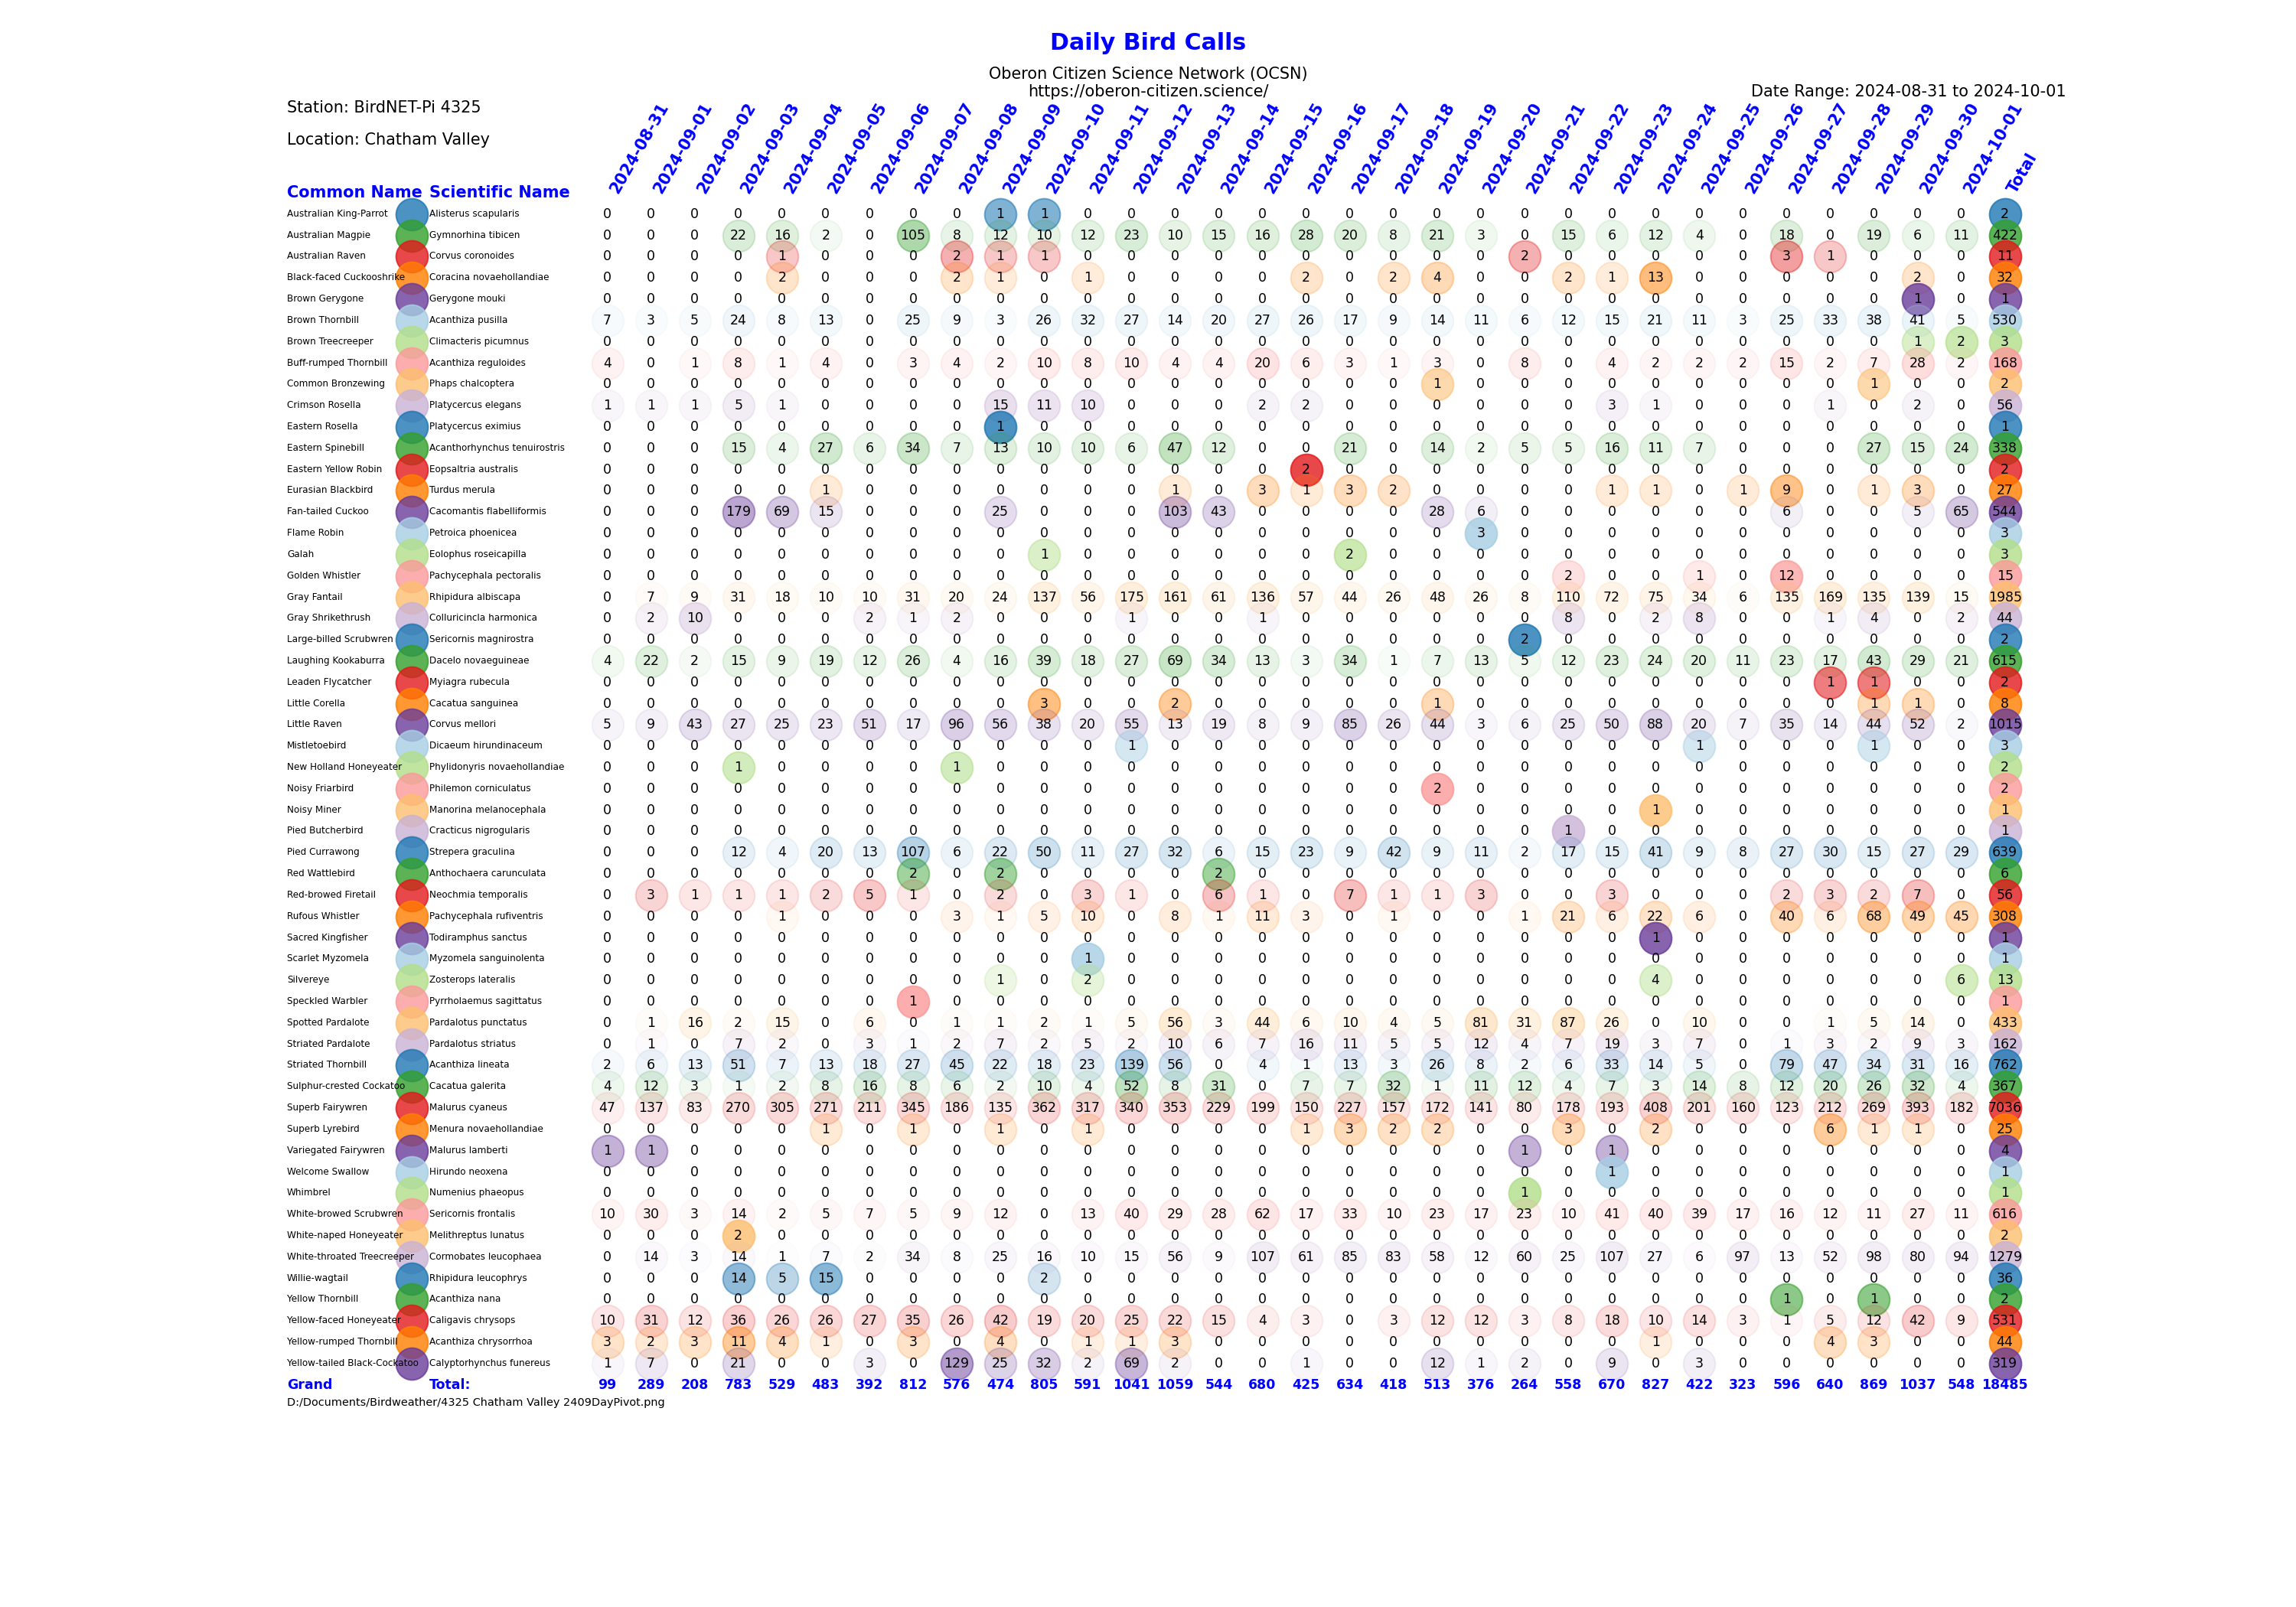 Daily Bird Calls
Oberon Citizen Science Network (OCSN)
https://oberon-citizen.science/
Station: BirdNET-Pi 4325
Date Range: 2024-08-31 to 2024-10-01
Location: Chatham Valley
Common Name Scientific Name 2024-08-31 2024-09-01 2024-09-02 2024-09-03 2024-09-04 2024-09-05 2024-09-06 2024-09-07 2024-09-08 2024-09-09 2024-09-10 2024-09-11 2024-09-12 2024-09-13 2024-09-14 2024-09-15 2024-09-16 2024-09-17 2024-09-18 2024-09-19 2024-09-20 2024-09-21 2024-09-22 2024-09-23 2024-09-24 2024-09-25 2024-09-26 2024-09-27 2024-09-28 2024-09-29 2024-09-30 2024-10-01 Total
Australian King-Parrot Alisterus scapularis 0 0 0 0 0 0 0 0 0 1 1 0 0 0 0 0 0 0 0 0 0 0 0 0 0 0 0 0 0 0 0 0 2
Australian Magpie Gymnorhina tibicen 0 0 0 22 16 2 0 105 8 12 10 12 23 10 15 16 28 20 8 21 3 0 15 6 12 4 0 18 0 19 6 11 422
Australian Raven Corvus coronoides 0 0 0 0 1 0 0 0 2 1 1 0 0 0 0 0 0 0 0 0 0 2 0 0 0 0 0 3 1 0 0 0 11
Black-faced Cuckooshrike Coracina novaehollandiae 0 0 0 0 2 0 0 0 2 1 0 1 0 0 0 0 2 0 2 4 0 0 2 1 13 0 0 0 0 0 2 0 32
Brown Gerygone Gerygone mouki 0 0 0 0 0 0 0 0 0 0 0 0 0 0 0 0 0 0 0 0 0 0 0 0 0 0 0 0 0 0 1 0 1
Brown Thornbill Acanthiza pusilla 7 3 5 24 8 13 0 25 9 3 26 32 27 14 20 27 26 17 9 14 11 6 12 15 21 11 3 25 33 38 41 5 530
Brown Treecreeper Climacteris picumnus 0 0 0 0 0 0 0 0 0 0 0 0 0 0 0 0 0 0 0 0 0 0 0 0 0 0 0 0 0 0 1 2 3
Buff-rumped Thornbill Acanthiza reguloides 4 0 1 8 1 4 0 3 4 2 10 8 10 4 4 20 6 3 1 3 0 8 0 4 2 2 2 15 2 7 28 2 168
Common Bronzewing Phaps chalcoptera 0 0 0 0 0 0 0 0 0 0 0 0 0 0 0 0 0 0 0 1 0 0 0 0 0 0 0 0 0 1 0 0 2
Crimson Rosella Platycercus elegans 1 1 1 5 1 0 0 0 0 15 11 10 0 0 0 2 2 0 0 0 0 0 0 3 1 0 0 0 1 0 2 0 56
Eastern Rosella Platycercus eximius 0 0 0 0 0 0 0 0 0 1 0 0 0 0 0 0 0 0 0 0 0 0 0 0 0 0 0 0 0 0 0 0 1
Eastern Spinebill Acanthorhynchus tenuirostris 0 0 0 15 4 27 6 34 7 13 10 10 6 47 12 0 0 21 0 14 2 5 5 16 11 7 0 0 0 27 15 24 338
Eastern Yellow Robin Eopsaltria australis 0 0 0 0 0 0 0 0 0 0 0 0 0 0 0 0 2 0 0 0 0 0 0 0 0 0 0 0 0 0 0 0 2
Eurasian Blackbird Turdus merula 0 0 0 0 0 1 0 0 0 0 0 0 0 1 0 3 1 3 2 0 0 0 0 1 1 0 1 9 0 1 3 0 27
Fan-tailed Cuckoo Cacomantis flabelliformis 0 0 0 179 69 15 0 0 0 25 0 0 0 103 43 0 0 0 0 28 6 0 0 0 0 0 0 6 0 0 5 65 544
Flame Robin Petroica phoenicea 0 0 0 0 0 0 0 0 0 0 0 0 0 0 0 0 0 0 0 0 3 0 0 0 0 0 0 0 0 0 0 0 3
Galah Eolophus roseicapilla 0 0 0 0 0 0 0 0 0 0 1 0 0 0 0 0 0 2 0 0 0 0 0 0 0 0 0 0 0 0 0 0 3
Golden Whistler Pachycephala pectoralis 0 0 0 0 0 0 0 0 0 0 0 0 0 0 0 0 0 0 0 0 0 0 2 0 0 1 0 12 0 0 0 0 15
Gray Fantail Rhipidura albiscapa 0 7 9 31 18 10 10 31 20 24 137 56 175 161 61 136 57 44 26 48 26 8 110 72 75 34 6 135 169 135 139 15 1985
Gray Shrikethrush Colluricincla harmonica 0 2 10 0 0 0 2 1 2 0 0 0 1 0 0 1 0 0 0 0 0 0 8 0 2 8 0 0 1 4 0 2 44
Large-billed Scrubwren Sericornis magnirostra 0 0 0 0 0 0 0 0 0 0 0 0 0 0 0 0 0 0 0 0 0 2 0 0 0 0 0 0 0 0 0 0 2
Laughing Kookaburra Dacelo novaeguineae 4 22 2 15 9 19 12 26 4 16 39 18 27 69 34 13 3 34 1 7 13 5 12 23 24 20 11 23 17 43 29 21 615
Leaden Flycatcher Myiagra rubecula 0 0 0 0 0 0 0 0 0 0 0 0 0 0 0 0 0 0 0 0 0 0 0 0 0 0 0 0 1 1 0 0 2
Little Corella Cacatua sanguinea 0 0 0 0 0 0 0 0 0 0 3 0 0 2 0 0 0 0 0 1 0 0 0 0 0 0 0 0 0 1 1 0 8
Little Raven Corvus mellori 5 9 43 27 25 23 51 17 96 56 38 20 55 13 19 8 9 85 26 44 3 6 25 50 88 20 7 35 14 44 52 2 1015
Mistletoebird Dicaeum hirundinaceum 0 0 0 0 0 0 0 0 0 0 0 0 1 0 0 0 0 0 0 0 0 0 0 0 0 1 0 0 0 1 0 0 3
New Holland Honeyeater Phylidonyris novaehollandiae 0 0 0 1 0 0 0 0 1 0 0 0 0 0 0 0 0 0 0 0 0 0 0 0 0 0 0 0 0 0 0 0 2
Noisy Friarbird Philemon corniculatus 0 0 0 0 0 0 0 0 0 0 0 0 0 0 0 0 0 0 0 2 0 0 0 0 0 0 0 0 0 0 0 0 2
Noisy Miner Manorina melanocephala 0 0 0 0 0 0 0 0 0 0 0 0 0 0 0 0 0 0 0 0 0 0 0 0 1 0 0 0 0 0 0 0 1
Pied Butcherbird Cracticus nigrogularis 0 0 0 0 0 0 0 0 0 0 0 0 0 0 0 0 0 0 0 0 0 0 1 0 0 0 0 0 0 0 0 0 1
Pied Currawong Strepera graculina 0 0 0 12 4 20 13 107 6 22 50 11 27 32 6 15 23 9 42 9 11 2 17 15 41 9 8 27 30 15 27 29 639
Red Wattlebird Anthochaera carunculata 0 0 0 0 0 0 0 2 0 2 0 0 0 0 2 0 0 0 0 0 0 0 0 0 0 0 0 0 0 0 0 0 6
Red-browed Firetail Neochmia temporalis 0 3 1 1 1 2 5 1 0 2 0 3 1 0 6 1 0 7 1 1 3 0 0 3 0 0 0 2 3 2 7 0 56
Rufous Whistler Pachycephala rufiventris 0 0 0 0 1 0 0 0 3 1 5 10 0 8 1 11 3 0 1 0 0 1 21 6 22 6 0 40 6 68 49 45 308
Sacred Kingfisher Todiramphus sanctus 0 0 0 0 0 0 0 0 0 0 0 0 0 0 0 0 0 0 0 0 0 0 0 0 1 0 0 0 0 0 0 0 1
Scarlet Myzomela Myzomela sanguinolenta 0 0 0 0 0 0 0 0 0 0 0 1 0 0 0 0 0 0 0 0 0 0 0 0 0 0 0 0 0 0 0 0 1
Silvereye Zosterops lateralis 0 0 0 0 0 0 0 0 0 1 0 2 0 0 0 0 0 0 0 0 0 0 0 0 4 0 0 0 0 0 0 6 13
Speckled Warbler Pyrrholaemus sagittatus 0 0 0 0 0 0 0 1 0 0 0 0 0 0 0 0 0 0 0 0 0 0 0 0 0 0 0 0 0 0 0 0 1
Spotted Pardalote Pardalotus punctatus 0 1 16 2 15 0 6 0 1 1 2 1 5 56 3 44 6 10 4 5 81 31 87 26 0 10 0 0 1 5 14 0 433
Striated Pardalote Pardalotus striatus 0 1 0 7 2 0 3 1 2 7 2 5 2 10 6 7 16 11 5 5 12 4 7 19 3 7 0 1 3 2 9 3 162
Striated Thornbill Acanthiza lineata 2 6 13 51 7 13 18 27 45 22 18 23 139 56 0 4 1 13 3 26 8 2 6 33 14 5 0 79 47 34 31 16 762
Sulphur-crested Cockatoo Cacatua galerita 4 12 3 1 2 8 16 8 6 2 10 4 52 8 31 0 7 7 32 1 11 12 4 7 3 14 8 12 20 26 32 4 367
Superb Fairywren Malurus cyaneus 47 137 83 270 305 271 211 345 186 135 362 317 340 353 229 199 150 227 157 172 141 80 178 193 408 201 160 123 212 269 393 182 7036
Superb Lyrebird Menura novaehollandiae 0 0 0 0 0 1 0 1 0 1 0 1 0 0 0 0 1 3 2 2 0 0 3 0 2 0 0 0 6 1 1 0 25
Variegated Fairywren Malurus lamberti 1 1 0 0 0 0 0 0 0 0 0 0 0 0 0 0 0 0 0 0 0 1 0 1 0 0 0 0 0 0 0 0 4
Welcome Swallow Hirundo neoxena 0 0 0 0 0 0 0 0 0 0 0 0 0 0 0 0 0 0 0 0 0 0 0 1 0 0 0 0 0 0 0 0 1
Whimbrel Numenius phaeopus 0 0 0 0 0 0 0 0 0 0 0 0 0 0 0 0 0 0 0 0 0 1 0 0 0 0 0 0 0 0 0 0 1
White-browed Scrubwren Sericornis frontalis 10 30 3 14 2 5 7 5 9 12 0 13 40 29 28 62 17 33 10 23 17 23 10 41 40 39 17 16 12 11 27 11 616
White-naped Honeyeater Melithreptus lunatus 0 0 0 2 0 0 0 0 0 0 0 0 0 0 0 0 0 0 0 0 0 0 0 0 0 0 0 0 0 0 0 0 2
White-throated Treecreeper Cormobates leucophaea 0 14 3 14 1 7 2 34 8 25 16 10 15 56 9 107 61 85 83 58 12 60 25 107 27 6 97 13 52 98 80 94 1279
Willie-wagtail Rhipidura leucophrys 0 0 0 14 5 15 0 0 0 0 2 0 0 0 0 0 0 0 0 0 0 0 0 0 0 0 0 0 0 0 0 0 36
Yellow Thornbill Acanthiza nana 0 0 0 0 0 0 0 0 0 0 0 0 0 0 0 0 0 0 0 0 0 0 0 0 0 0 0 1 0 1 0 0 2
Yellow-faced Honeyeater Caligavis chrysops 10 31 12 36 26 26 27 35 26 42 19 20 25 22 15 4 3 0 3 12 12 3 8 18 10 14 3 1 5 12 42 9 531
Yellow-rumped Thornbill Acanthiza chrysorrhoa 3 2 3 11 4 1 0 3 0 4 0 1 1 3 0 0 0 0 0 0 0 0 0 0 1 0 0 0 4 3 0 0 44
Yellow-tailed Black-Cockatoo Calyptorhynchus funereus 1 7 0 21 0 0 3 0 129 25 32 2 69 2 0 0 1 0 0 12 1 2 0 9 0 3 0 0 0 0 0 0 319
Grand Total: 99 289 208 783 529 483 392 812 576 474 805 591 1041 1059 544 680 425 634 418 513 376 264 558 670 827 422 323 596 640 869 1037 548 18485
D:/Documents/Birdweather/4325 Chatham Valley 2409DayPivot.png